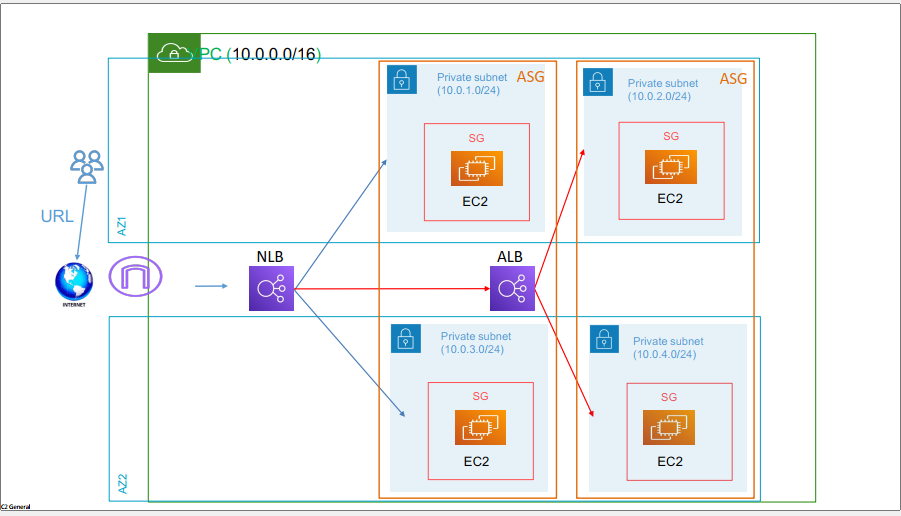 VPC (10.0.0.0/16)
Private subnet
(10.0.1.0/24)
ASG
Private subnet
(10.0.2.0/24)
ASG
SG
EC2
SG
EC2
URL
AZ1
INTERNET
NLB
ALB
Private subnet
(10.0.3.0/24)
Private subnet
(10.0.4.0/24)
SG
EC2
SG
EC2
AZ2
C2 General